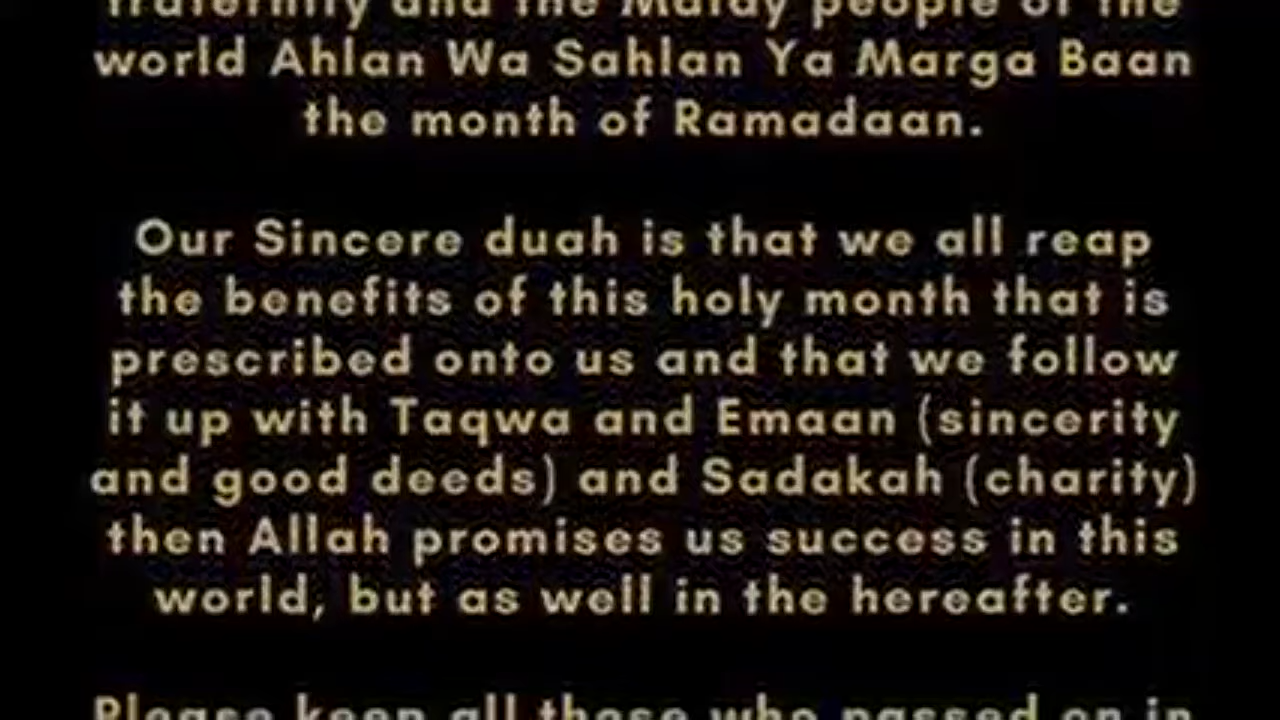 fraternity and the Malay people of the
world Ahlan Wa Sahlan Ya Marga Baan
the month of Ramadaan.
Our Sincere duah is that we all reap
the benefits of this holy month that is
prescribed onto us and that we follow
it up with Taqwa and Emaan (sincerity
and good deeds) and Sadakah (charity)
then Allah promises us success in this
world, but as well in the hereafter.
Please keep all those who passed on in